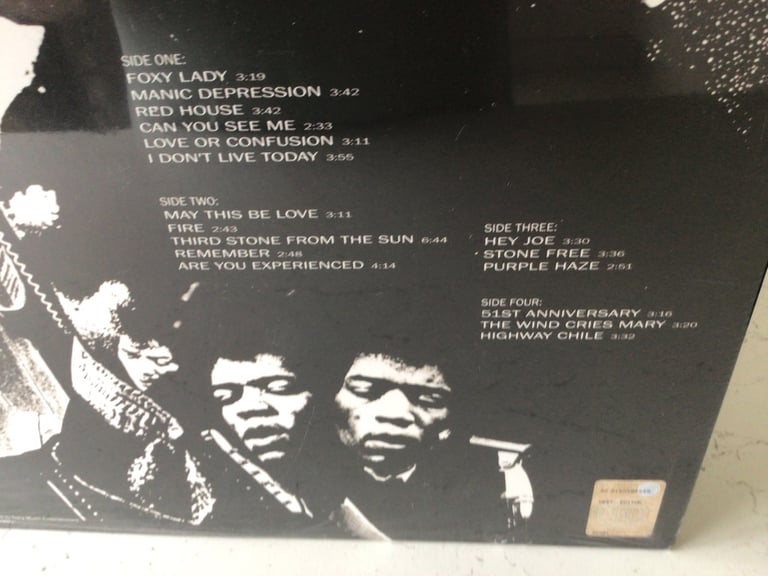 SIDE ONE:
FOXY LADY 3:19
MANIC DEPRESSION 3:42
RED HOUSE 3:42
CAN YOU SEE ME 2:33
LOVE OR CONFUSION 3:11
I DON'T LIVE TODAY 3:55
SIDE TWO:
MAY THIS BE LOVE 3:11
FIRE 2:43
THIRD STONE FROM THE SUN 6:44
REMEMBER 2:48
ARE YOU EXPERIENCED 4:14
SIDE THREE:
HEY JOE 3:30
STONE FREE 3:36
PURPLE HAZE 2:51
SIDE FOUR:
51ST ANNIVERSARY 3:16
THE WIND CRIES MARY 3:20
HIGHWAY CHILE 3:32